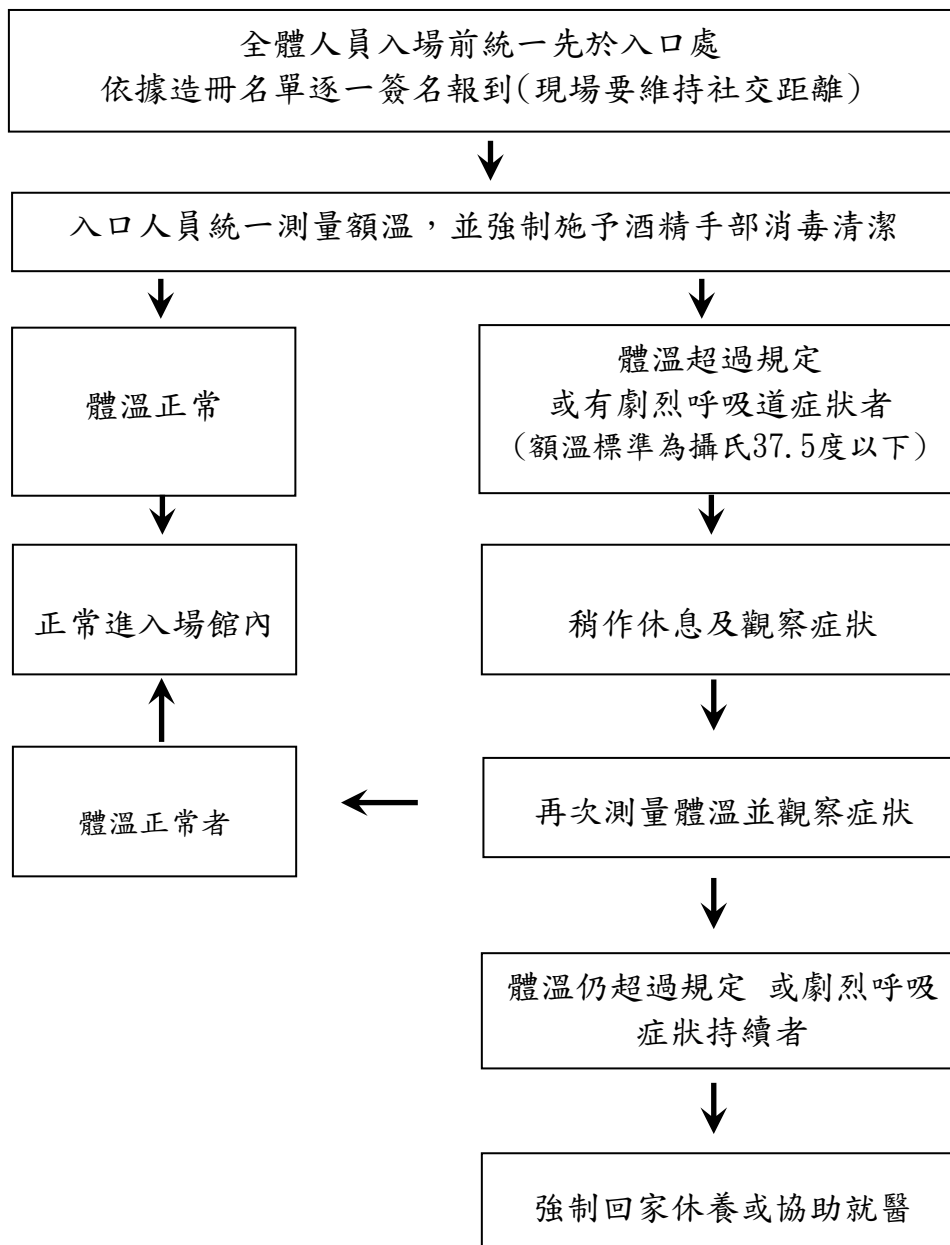 全體人員入場前統一先於入口處
依據造冊名單逐一簽名報到(現場要維持社交距離)
入口人員統一測量額溫，並強制施予酒精手部消毒清潔
體溫正常
體溫超過規定
或有劇烈呼吸道症狀者
(額溫標準為攝氏37.5度以下)
正常進入場館內
稍作休息及觀察症狀
體溫正常者
再次測量體溫並觀察症狀
體溫仍超過規定 或劇烈呼吸
症狀持續者
強制回家休養或協助就醫